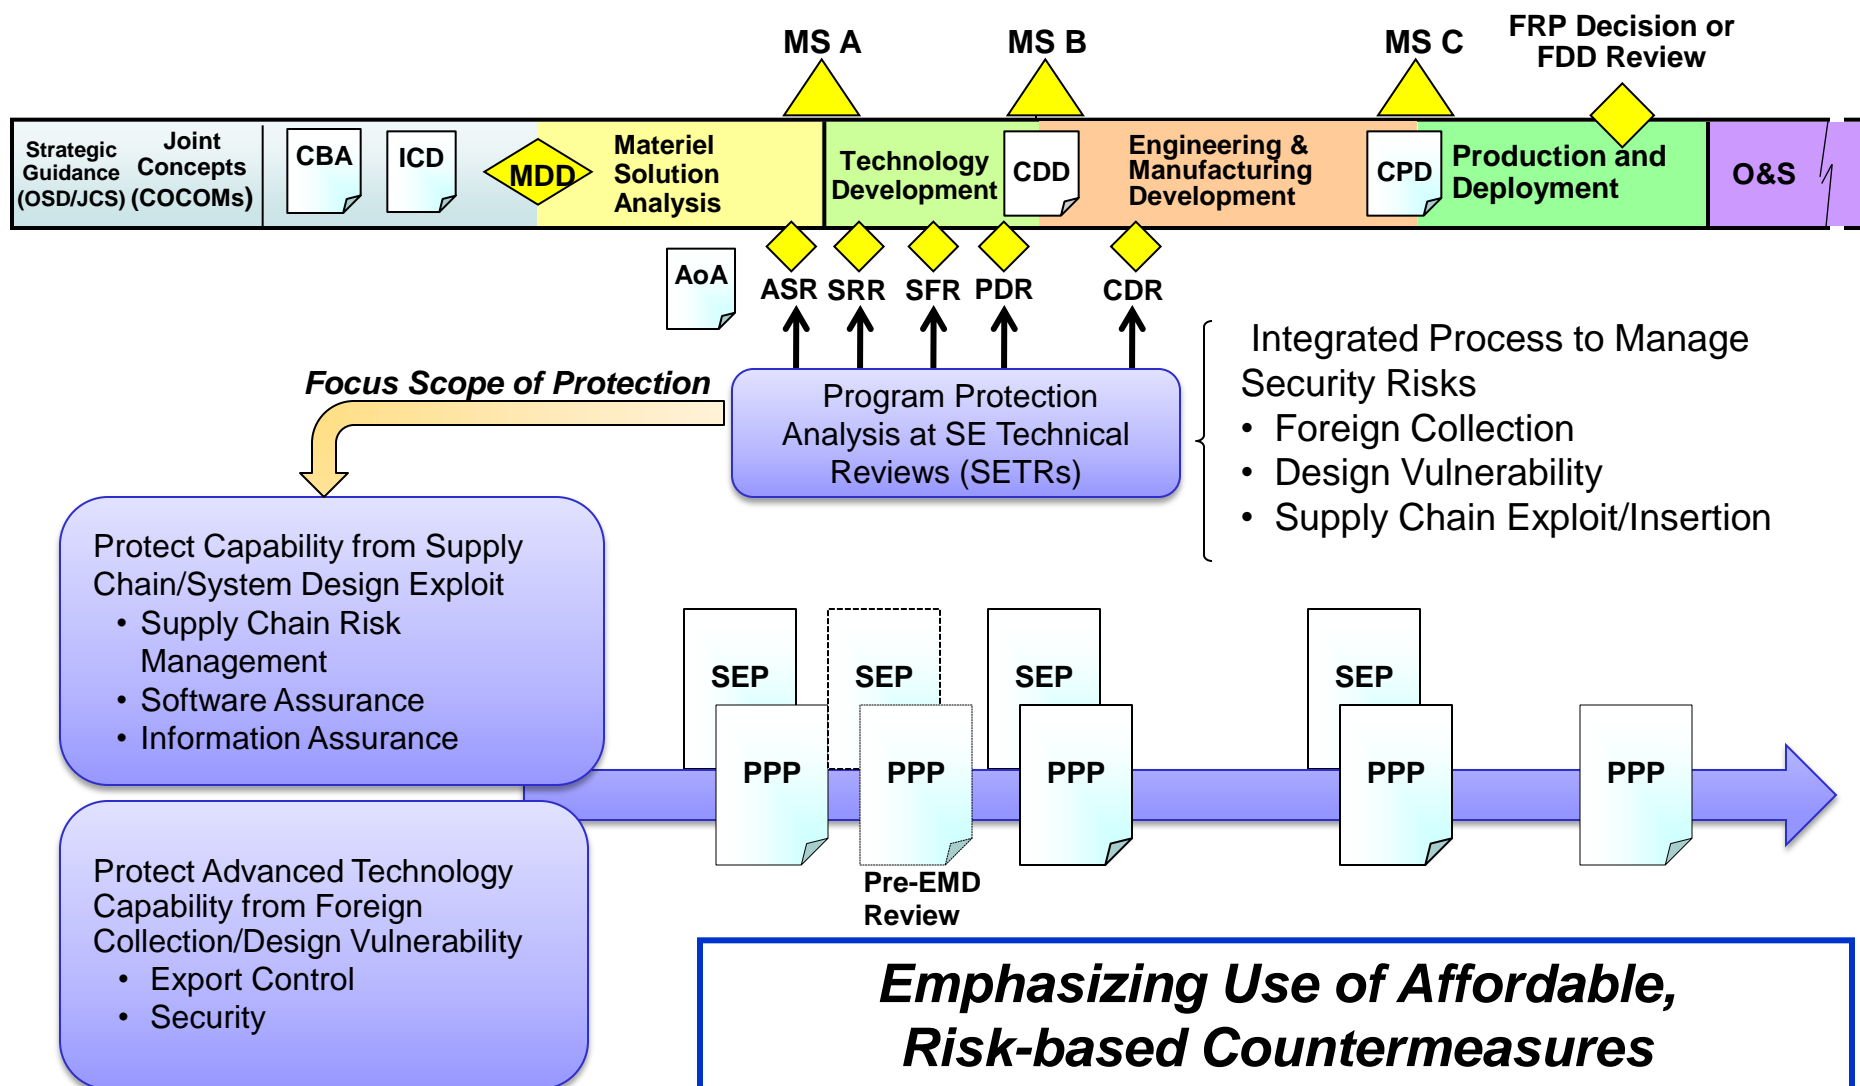 MS A
MS B
MS C
FRP Decision or
FDD Review
Strategic
Guidance
(OSD/JCS)
Joint
Concepts
(COCOMs)
CBA
ICD
MDD
Materiel
Solution
Analysis
Technology
Development
CDD
Engineering &
Manufacturing
Development
CPD
Production and
Deployment
O&S
AoA
ASR
SRR
SFR
PDR
CDR
Focus Scope of Protection
Program Protection
Analysis at SE Technical
Reviews (SETRs)
Integrated Process to Manage
Security Risks
• Foreign Collection
• Design Vulnerability
• Supply Chain Exploit/Insertion
Protect Capability from Supply
Chain/System Design Exploit
• Supply Chain Risk
Management
• Software Assurance
• Information Assurance
SEP
SEP
SEP
SEP
PPP
PPP
PPP
PPP
PPP
Pre-EMD
Review
Protect Advanced Technology
Capability from Foreign
Collection/Design Vulnerability
• Export Control
• Security
Emphasizing Use of Affordable,
Risk-based Countermeasures